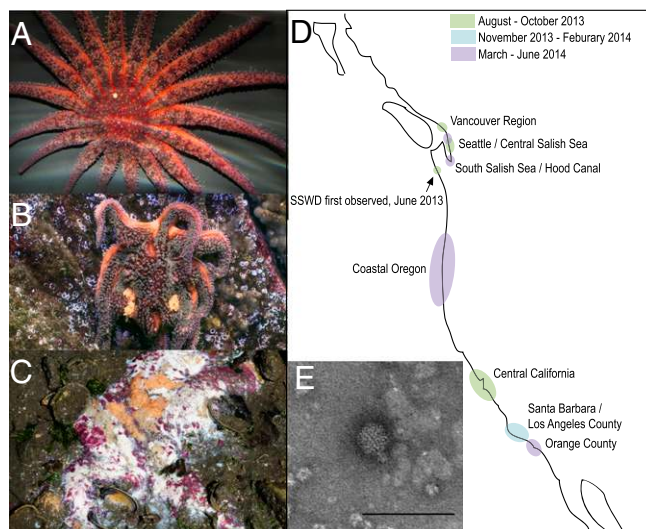 A
B
C
D
August - October 2013
November 2013 - Feburary 2014
March - June 2014
Vancouver Region
Seattle / Central Salish Sea
South Salish Sea / Hood Canal
SSWD first observed, June 2013
Coastal Oregon
Central California
Santa Barbara /
Los Angeles County
Orange County
E